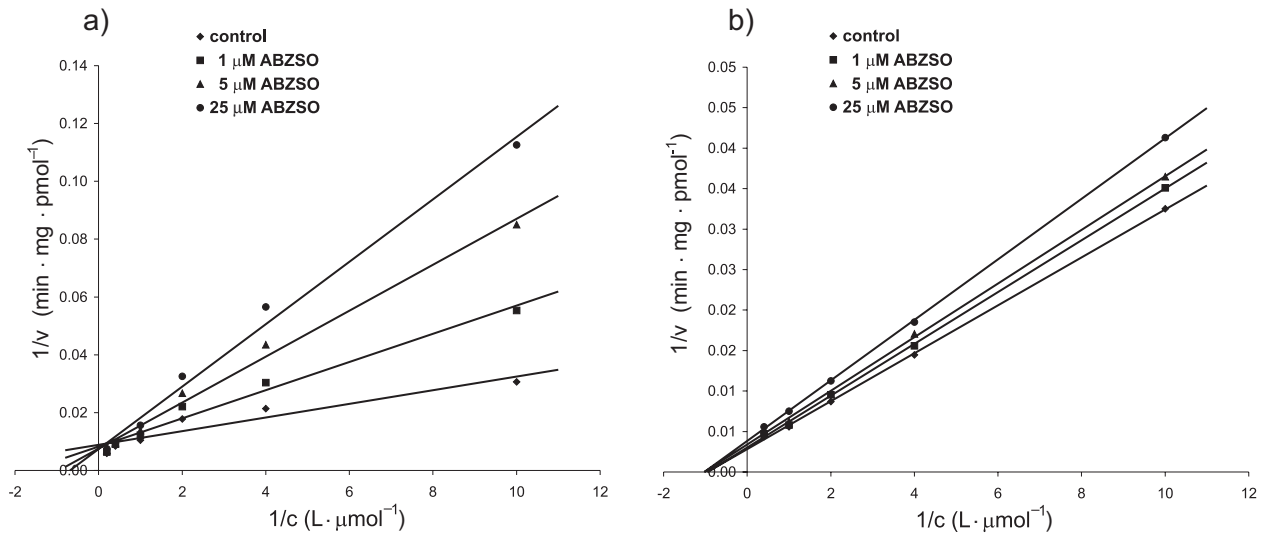 a)
control
1 μM ABZSO
5 μM ABZSO
25 μM ABZSO
0.14
0.12
0.10
0.08
0.06
0.04
0.02
0.00
1/v (min · mg · pmol⁻¹)
-2 0 2 4 6 8 10 12
1/c (L · μmol⁻¹)
b)
control
1 μM ABZSO
5 μM ABZSO
25 μM ABZSO
0.05
0.05
0.04
0.04
0.03
0.03
0.02
0.02
0.01
0.01
0.00
1/v (min · mg · pmol⁻¹)
-2 0 2 4 6 8 10 12
1/c (L · μmol⁻¹)